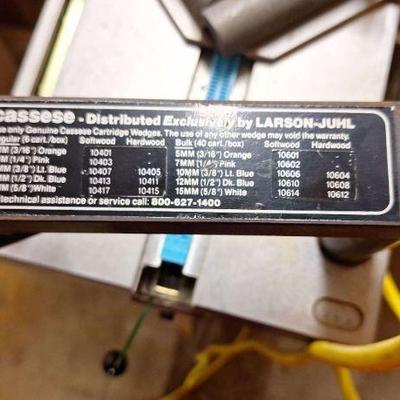 cassese - Distributed Exclusively by LARSON-JUHL
only Genuine Cassese Cartridge Wedges. The use of any other wedge may void the warranty.
(6 cart./box) Softwood Hardwood Bulk (40 cart./box) Softwood Hardwood
(3/16") Orange 10401 5MM (3/16") Orange 10601
(1/4") Pink 10403 7MM (1/4") Pink 10602
(3/8") Lt. Blue 10407 10405 10MM (3/8") Lt. Blue 10606 10604
(1/2") Dk. Blue 10413 10411 12MM (1/2") Dk. Blue 10610 10608
(5/8") White 10417 10415 15MM (5/8") White 10614 10612
technical assistance or service call: 800-627-1400